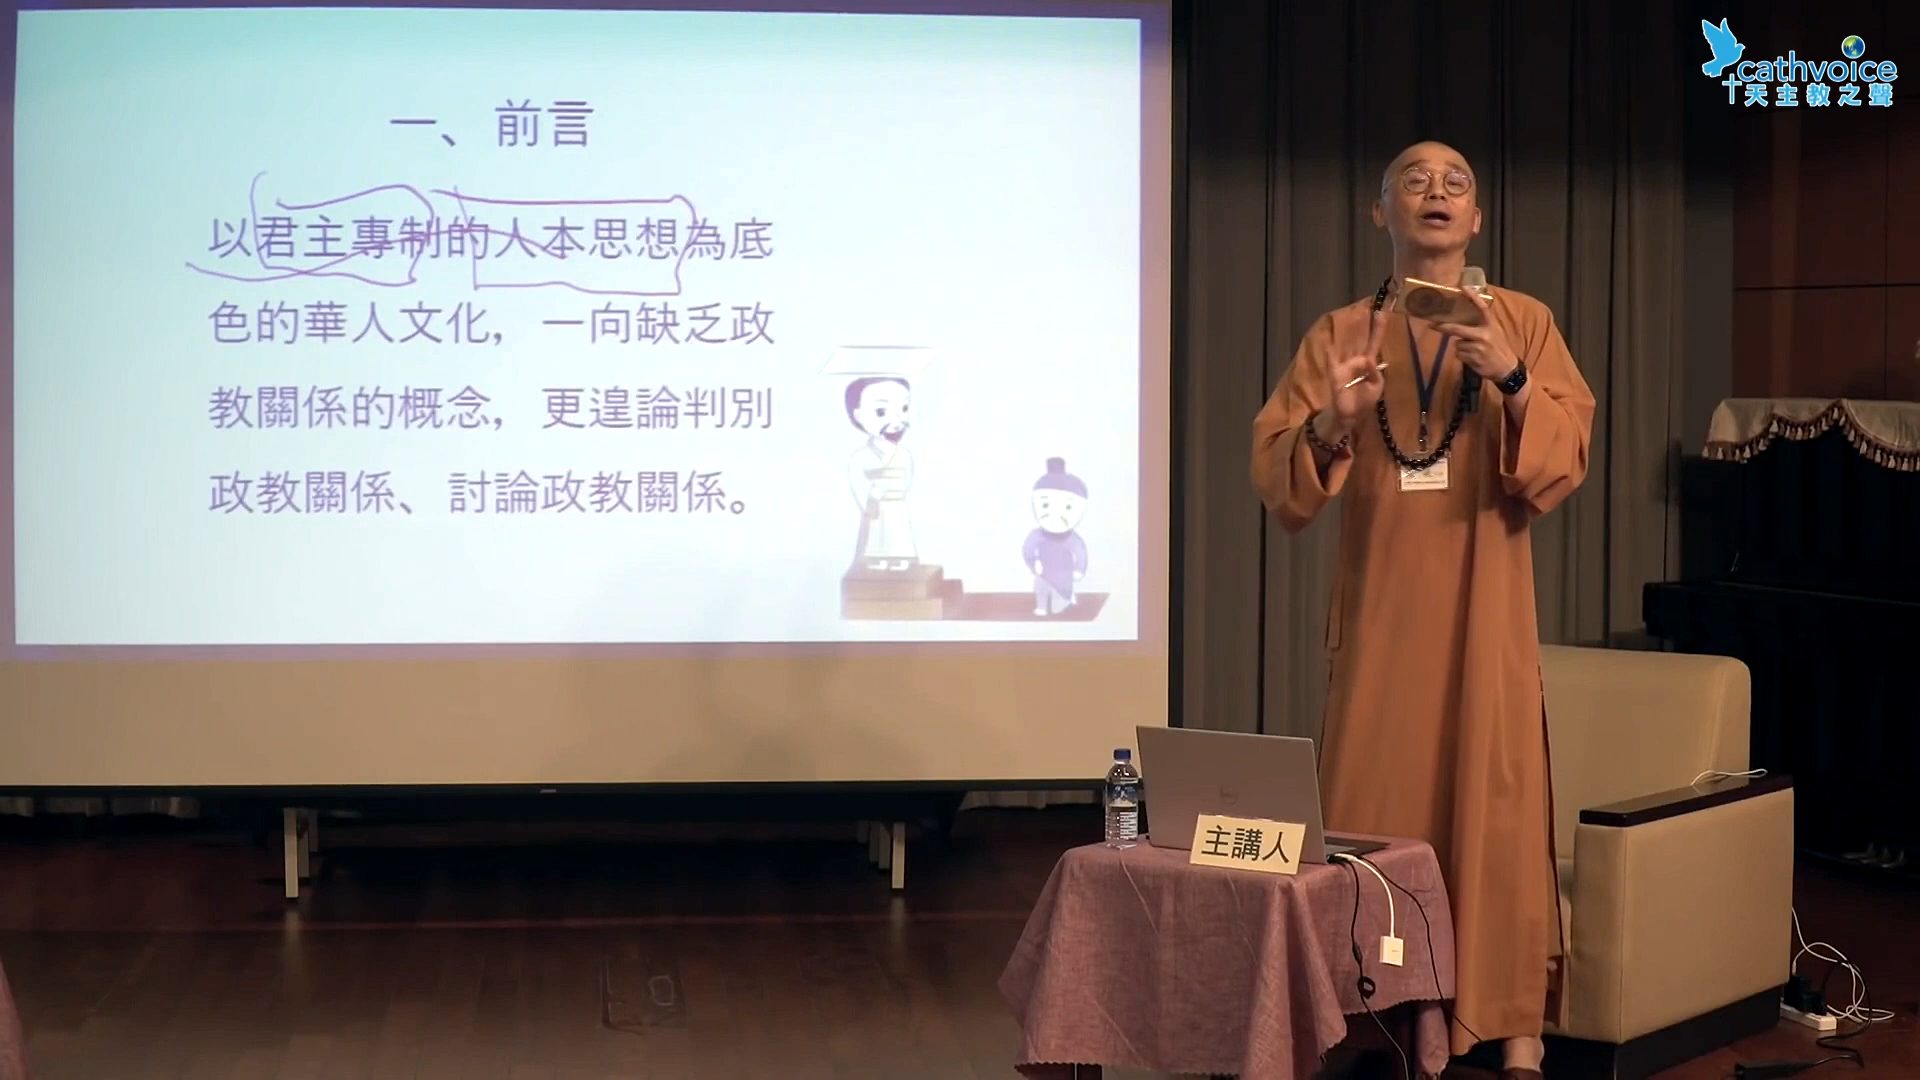 一、前言
以君主專制的人本思想為底
色的華人文化，一向缺乏政
教關係的概念，更遑論判別
政教關係、討論政教關係。
cathvoice
天主教之聲
主講人